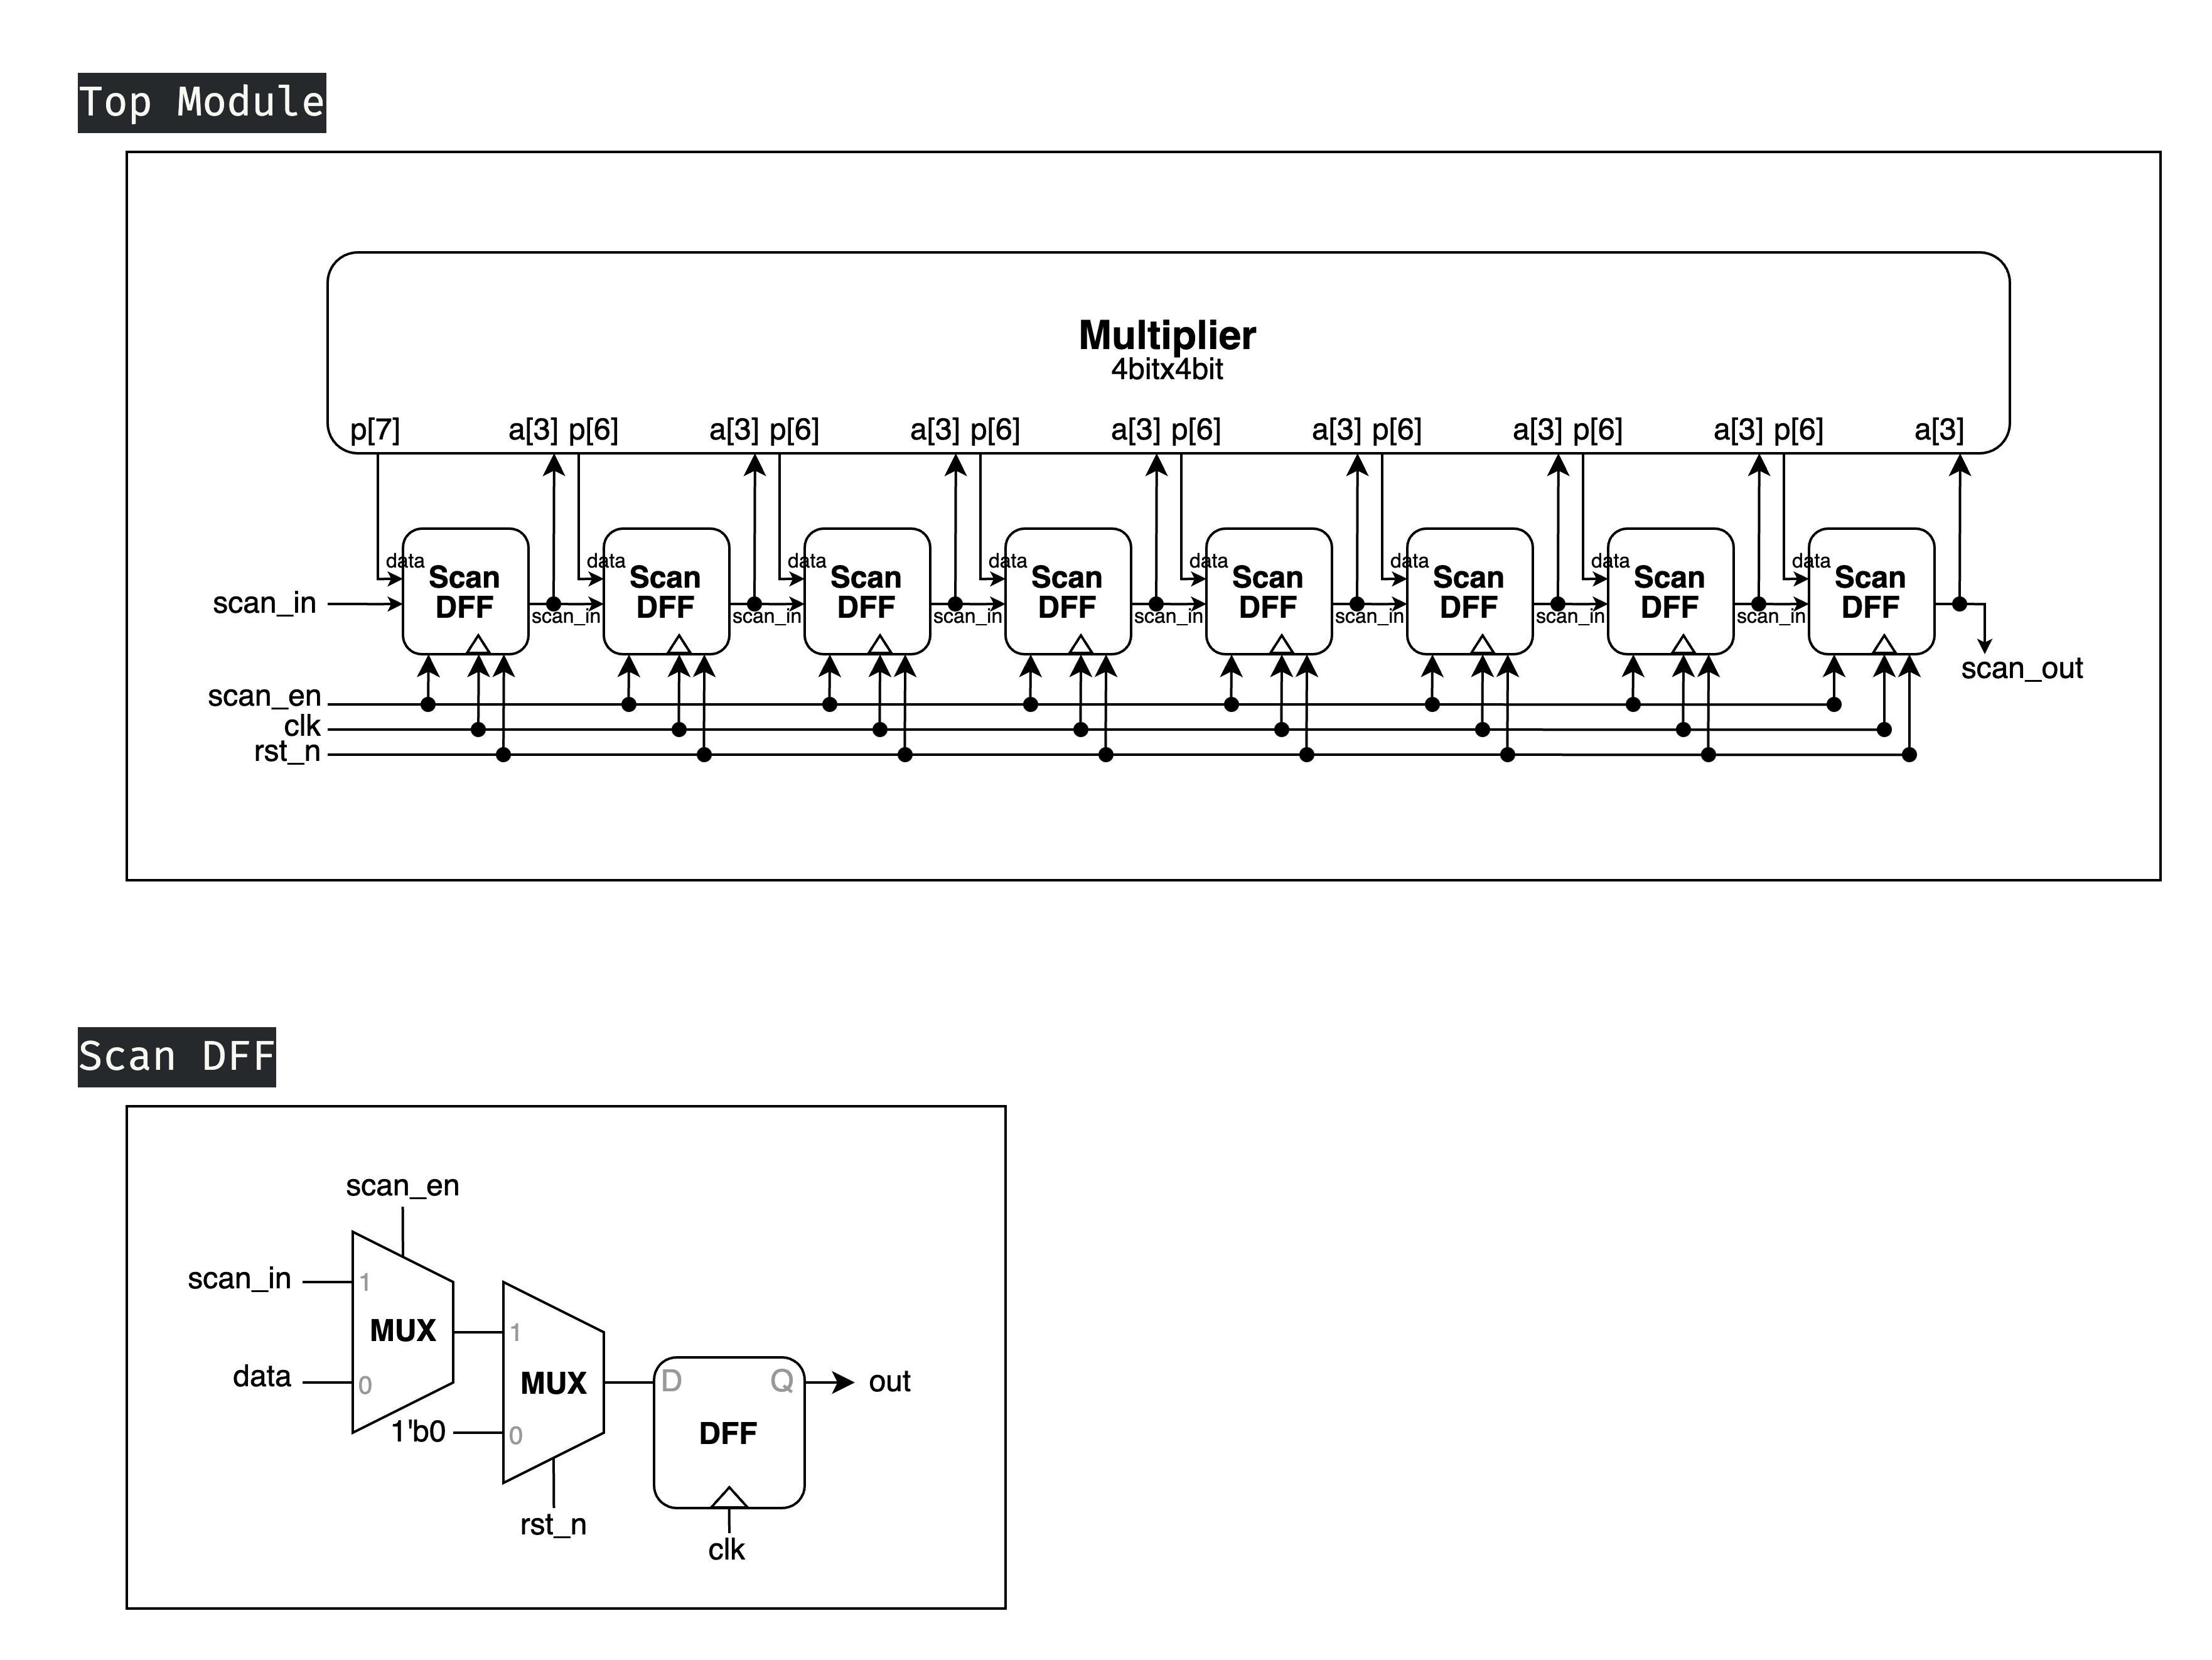 Top Module
Multiplier
4bitx4bit
p[7] a[3] p[6] a[3] p[6] a[3] p[6] a[3] p[6] a[3] p[6] a[3] p[6] a[3] p[6] a[3]
data data data data data data data data
Scan Scan Scan Scan Scan Scan Scan Scan
scan_in DFF DFF DFF DFF DFF DFF DFF DFF
scan_in scan_in scan_in scan_in scan_in scan_in scan_in
scan_out
scan_en
clk
rst_n
Scan DFF
scan_en
scan_in 1
MUX 1
data 0
MUX D Q out
1'b0 0 DFF
rst_n
clk